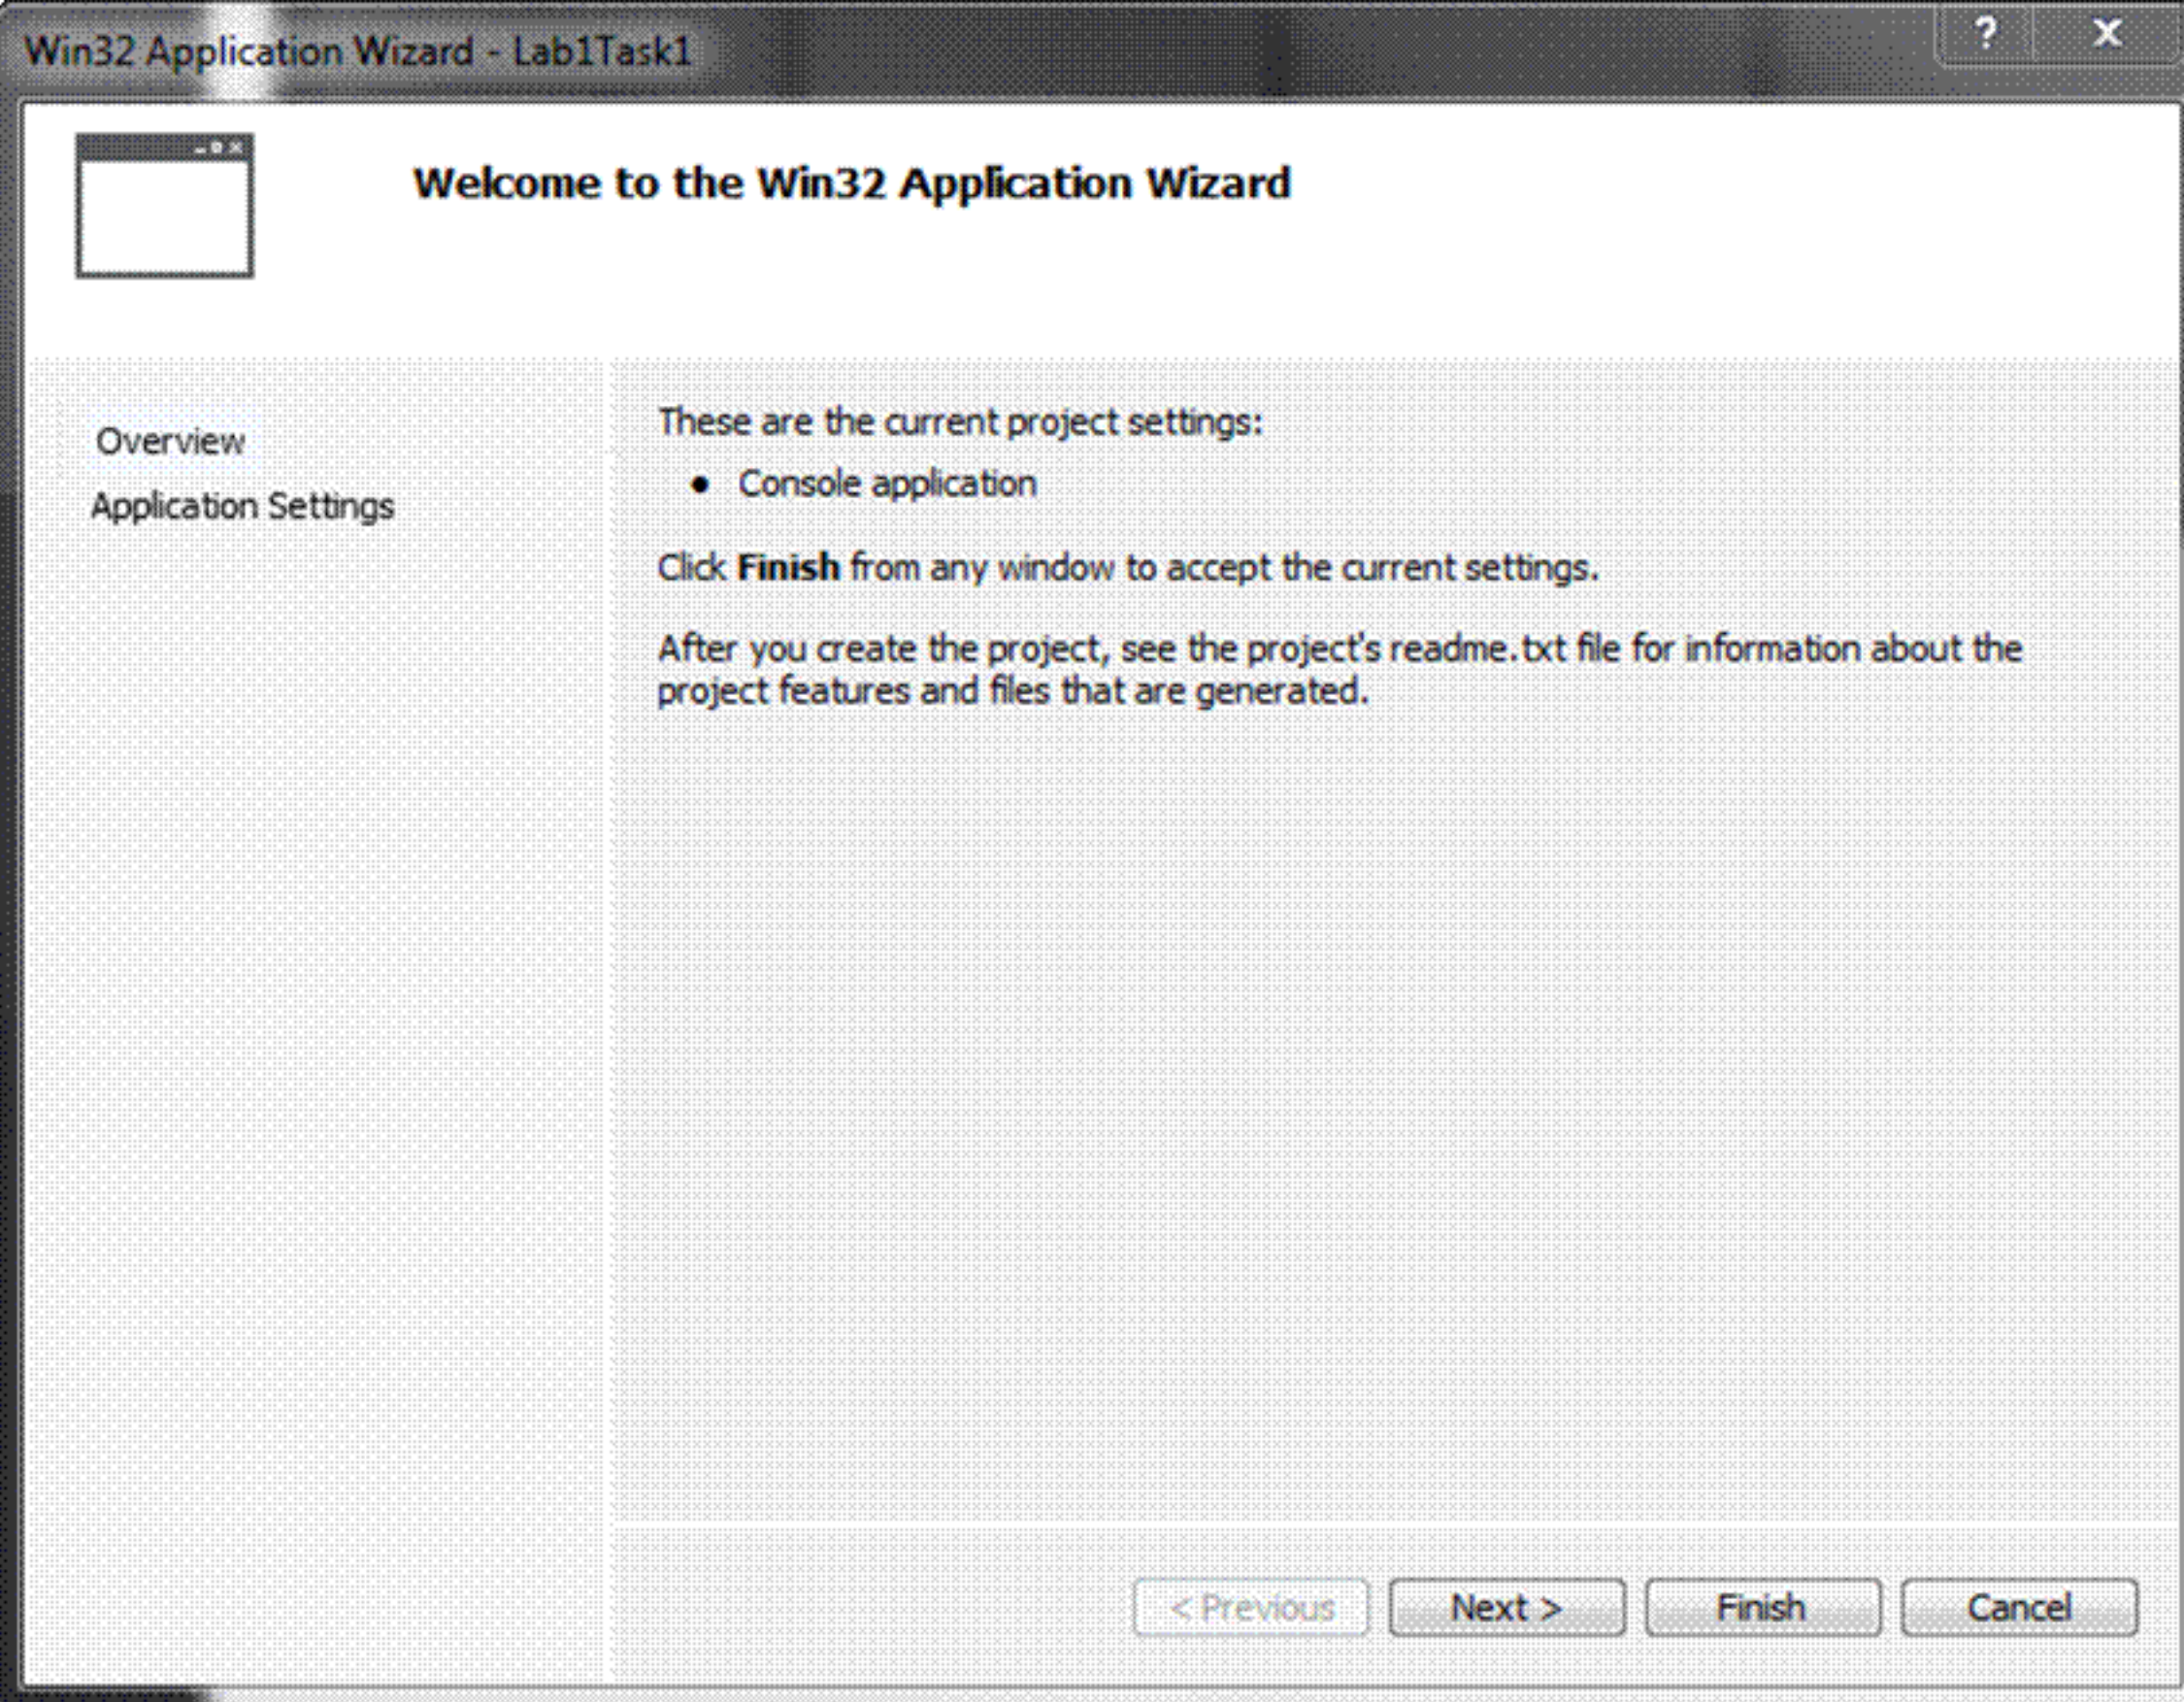 Win32 Application Wizard - Lab1Task1
Welcome to the Win32 Application Wizard
Overview
Application Settings
These are the current project settings:
● Console application
Click Finish from any window to accept the current settings.
After you create the project, see the project's readme.txt file for information about the
project features and files that are generated.
< Previous
Next >
Finish
Cancel